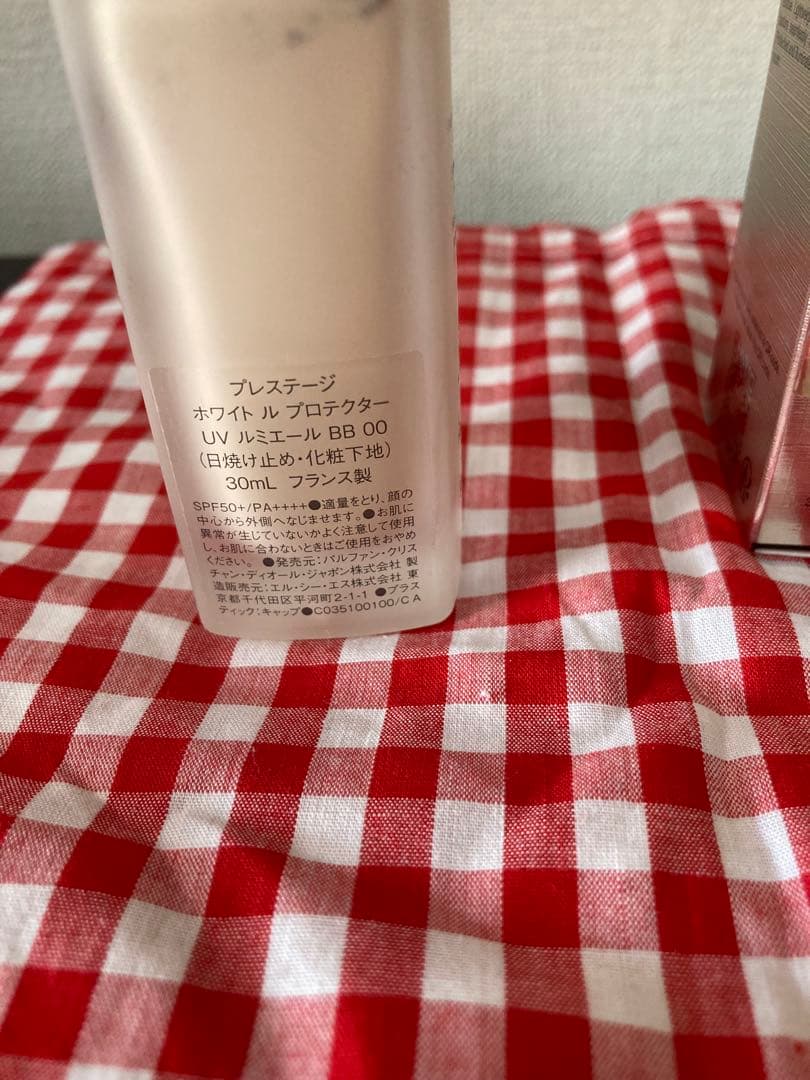 プレステージ
ホワイト ル プロテクター
UV ルミエール BB 00
(日焼け止め・化粧下地)
30mL フランス製
SPF50+/PA++++●適量をとり、顔の
中心から外側へなじませます。●お肌に
異常が生じていないかよく注意して使用
し、お肌に合わないときはご使用をおやめ
ください。 ●発売元:パルファン・クリス
チャン・ディオール・ジャポン株式会社 製
造販売元:エル・シー・エス株式会社 東
京都千代田区平河町2-1-1 ●プラス
ティック:キャップ●C035100100/C A